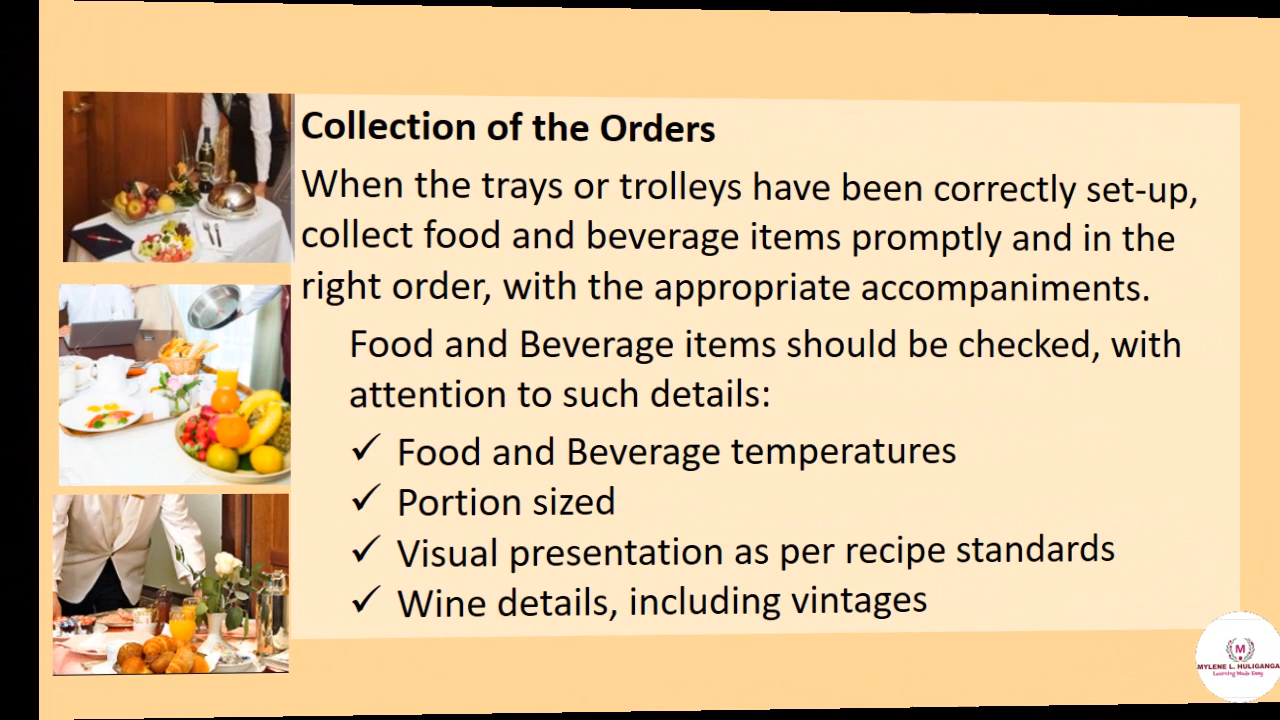 Collection of the Orders
When the trays or trolleys have been correctly set-up,
collect food and beverage items promptly and in the
right order, with the appropriate accompaniments.
Food and Beverage items should be checked, with
attention to such details:
✓ Food and Beverage temperatures
✓ Portion sized
✓ Visual presentation as per recipe standards
✓ Wine details, including vintages
M
MYLENE L. HULIGANGA
Learning Made Easy